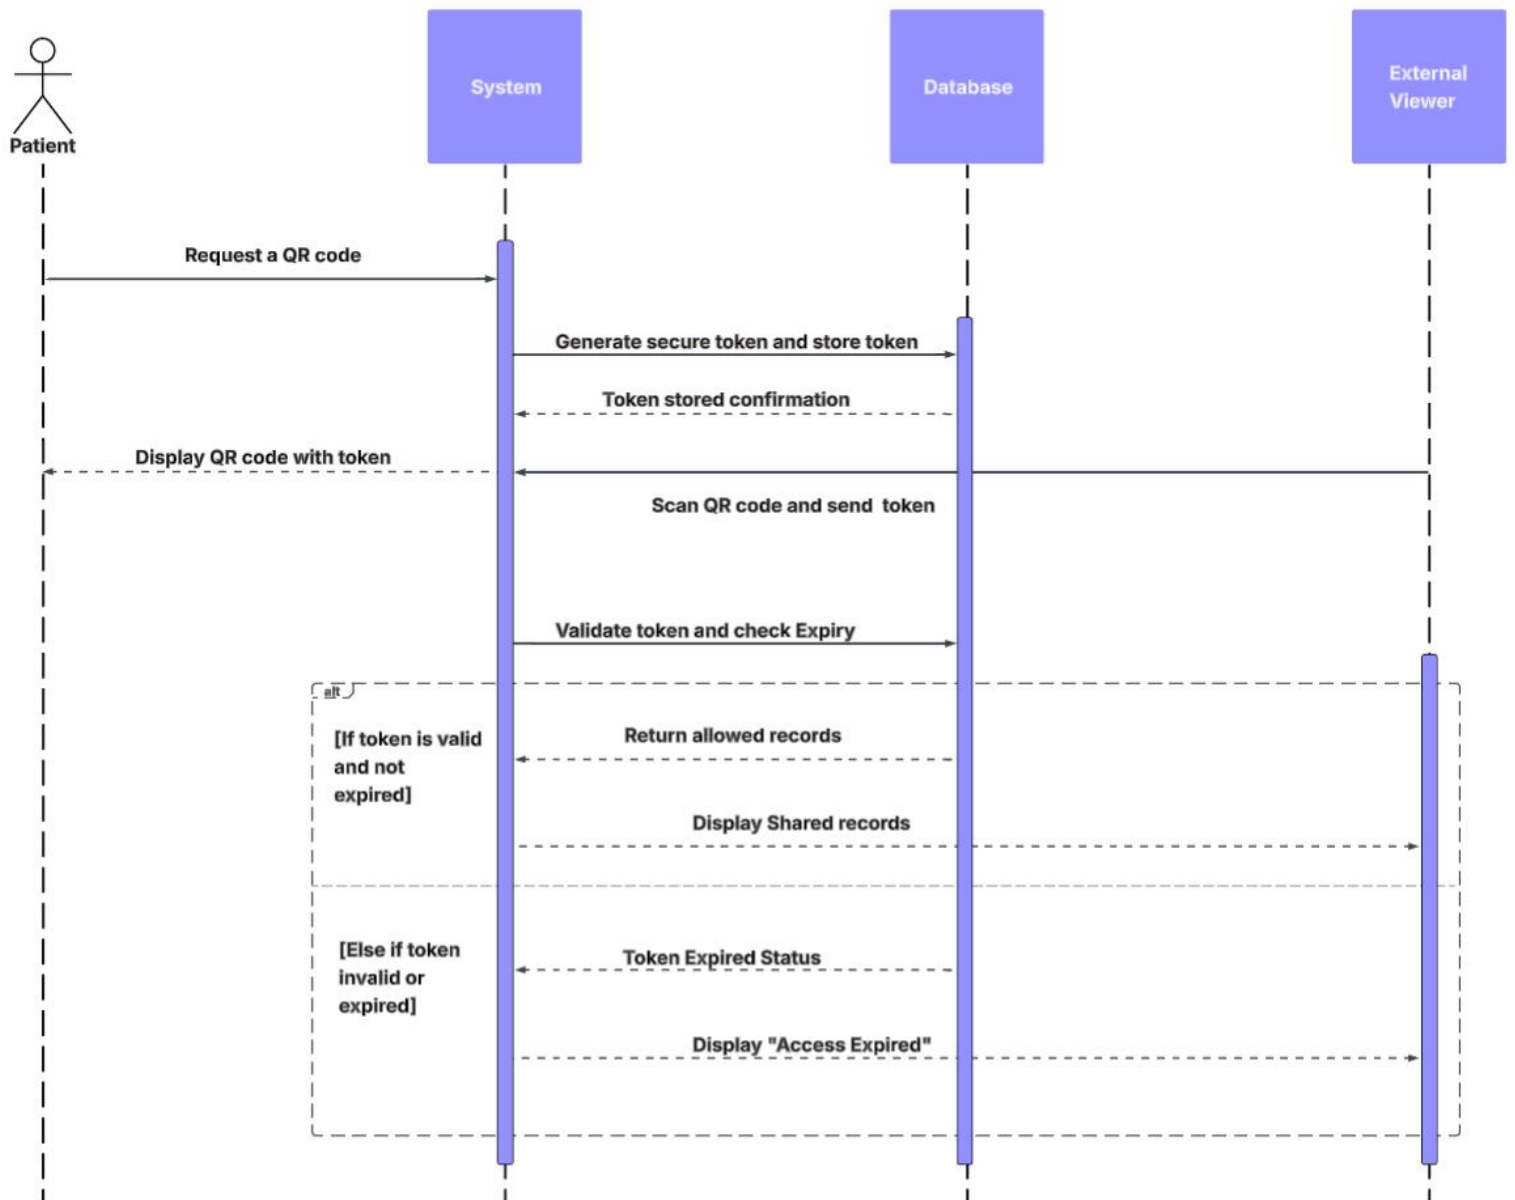 Patient
System
Database
External
Viewer
Request a QR code
Generate secure token and store token
Token stored confirmation
Display QR code with token
Scan QR code and send  token
Validate token and check Expiry
alt
[If token is valid
and not
expired]
Return allowed records
Display Shared records
[Else if token
invalid or
expired]
Token Expired Status
Display "Access Expired"